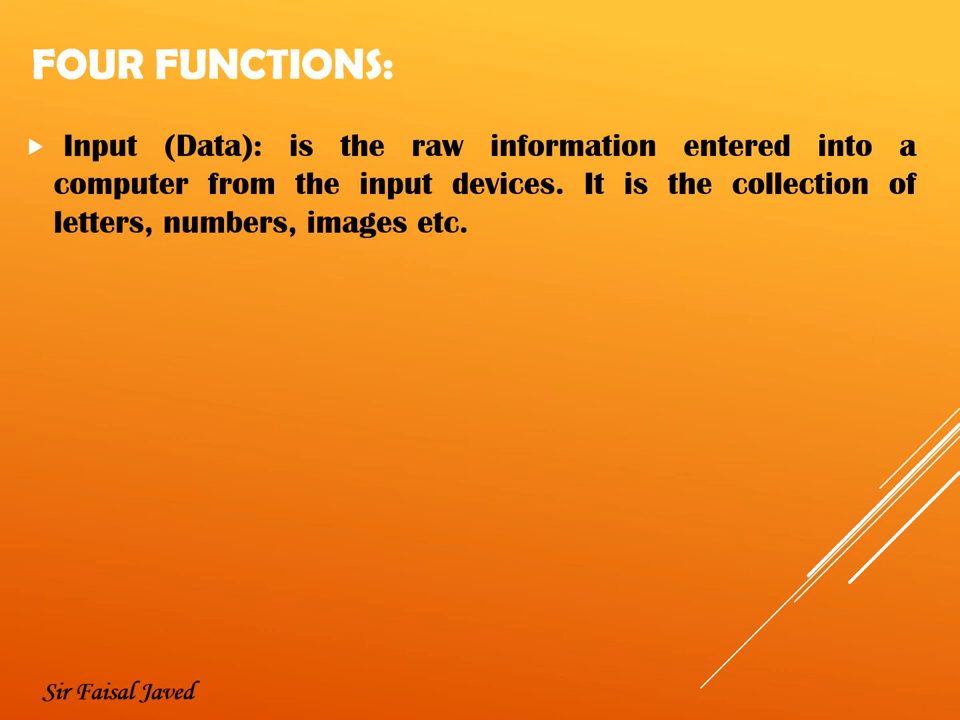 FOUR FUNCTIONS:
Input (Data): is the raw information entered into a
computer from the input devices. It is the collection of
letters, numbers, images etc.
Sir Faisal Javed